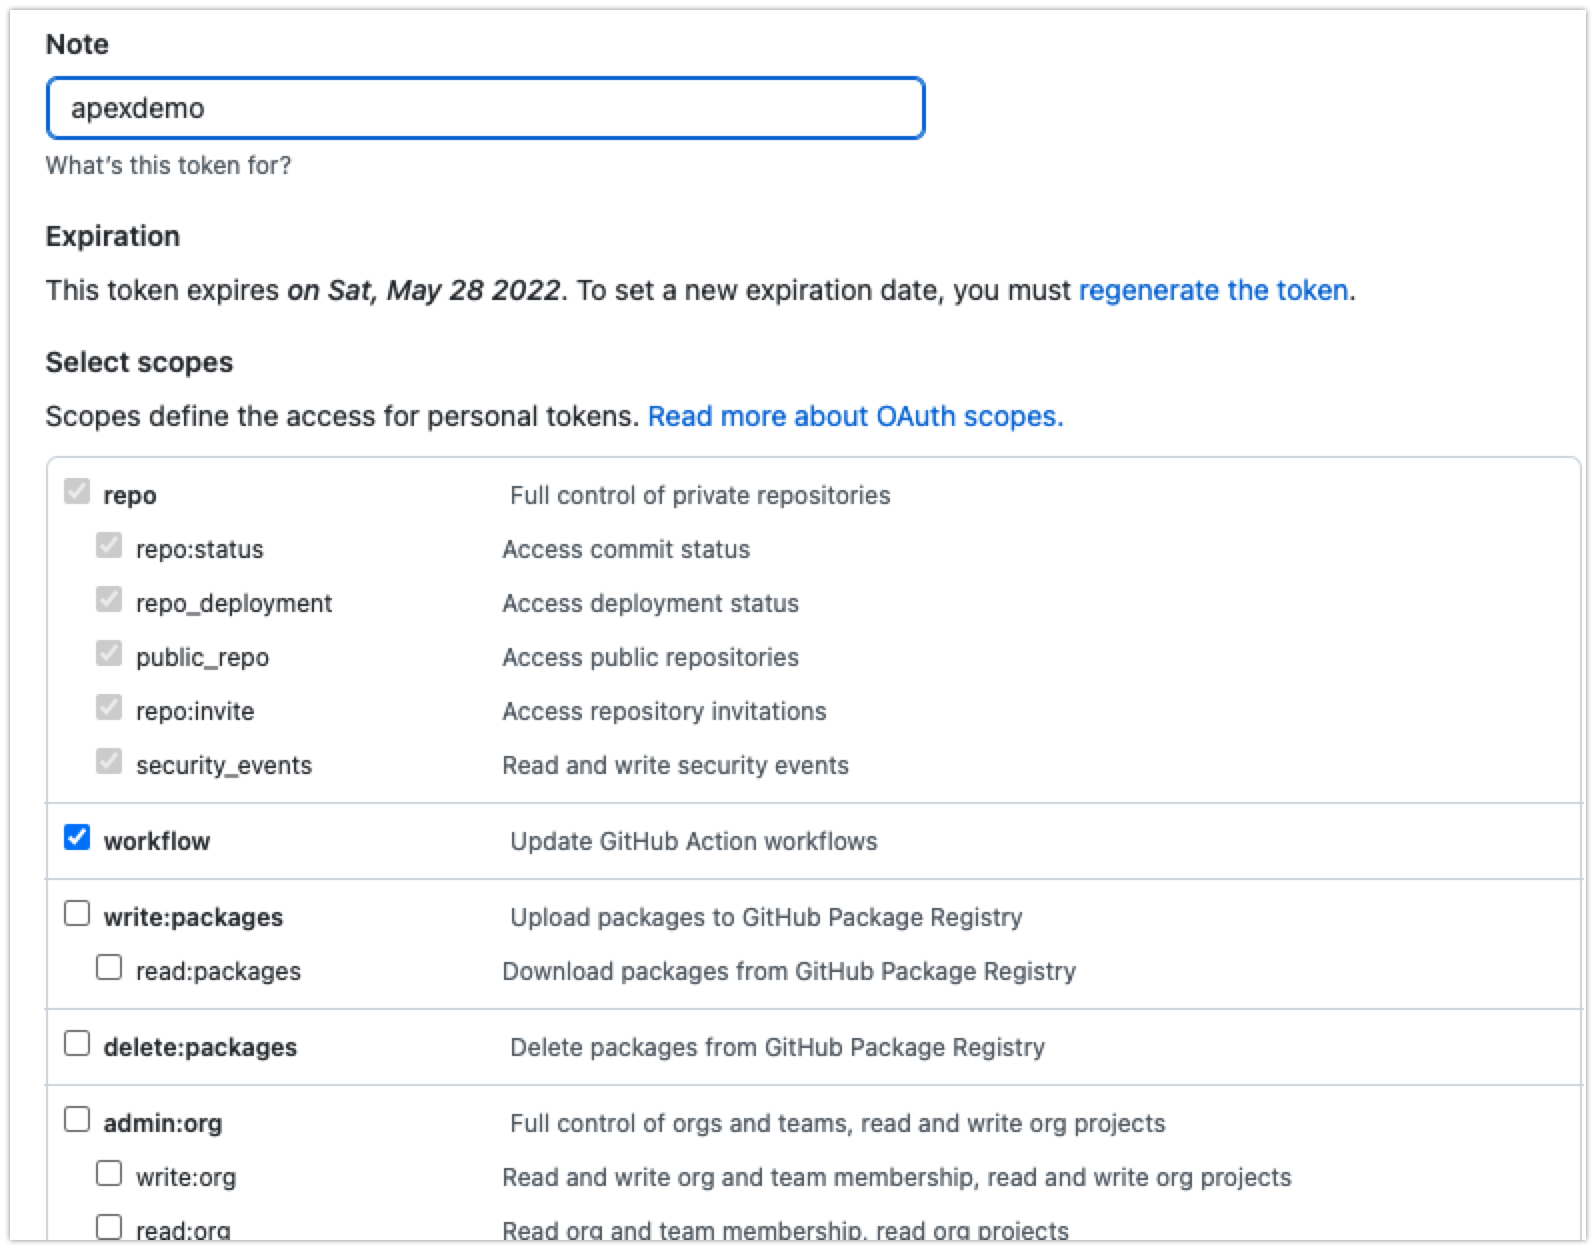 Note
apexdemo
What's this token for?
Expiration
This token expires on Sat, May 28 2022. To set a new expiration date, you must regenerate the token.
Select scopes
Scopes define the access for personal tokens. Read more about OAuth scopes.
repo Full control of private repositories
repo:status Access commit status
repo_deployment Access deployment status
public_repo Access public repositories
repo:invite Access repository invitations
security_events Read and write security events
workflow Update GitHub Action workflows
write:packages Upload packages to GitHub Package Registry
read:packages Download packages from GitHub Package Registry
delete:packages Delete packages from GitHub Package Registry
admin:org Full control of orgs and teams, read and write org projects
write:org Read and write org and team membership, read and write org projects
read:org Read org and team membership, read org projects